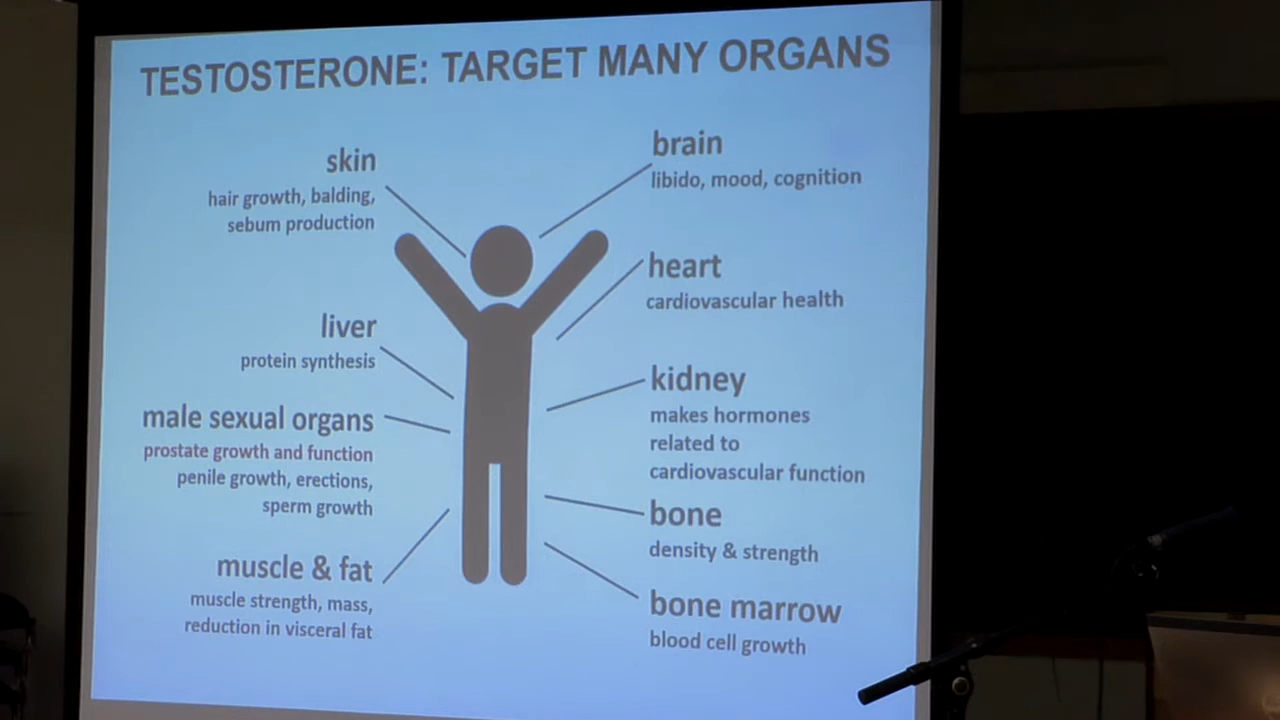 TESTOSTERONE: TARGET MANY ORGANS
skin
hair growth, balding,
sebum production
liver
protein synthesis
male sexual organs
prostate growth and function
penile growth, erections,
sperm growth
muscle & fat
muscle strength, mass,
reduction in visceral fat
brain
libido, mood, cognition
heart
cardiovascular health
kidney
makes hormones
related to
cardiovascular function
bone
density & strength
bone marrow
blood cell growth